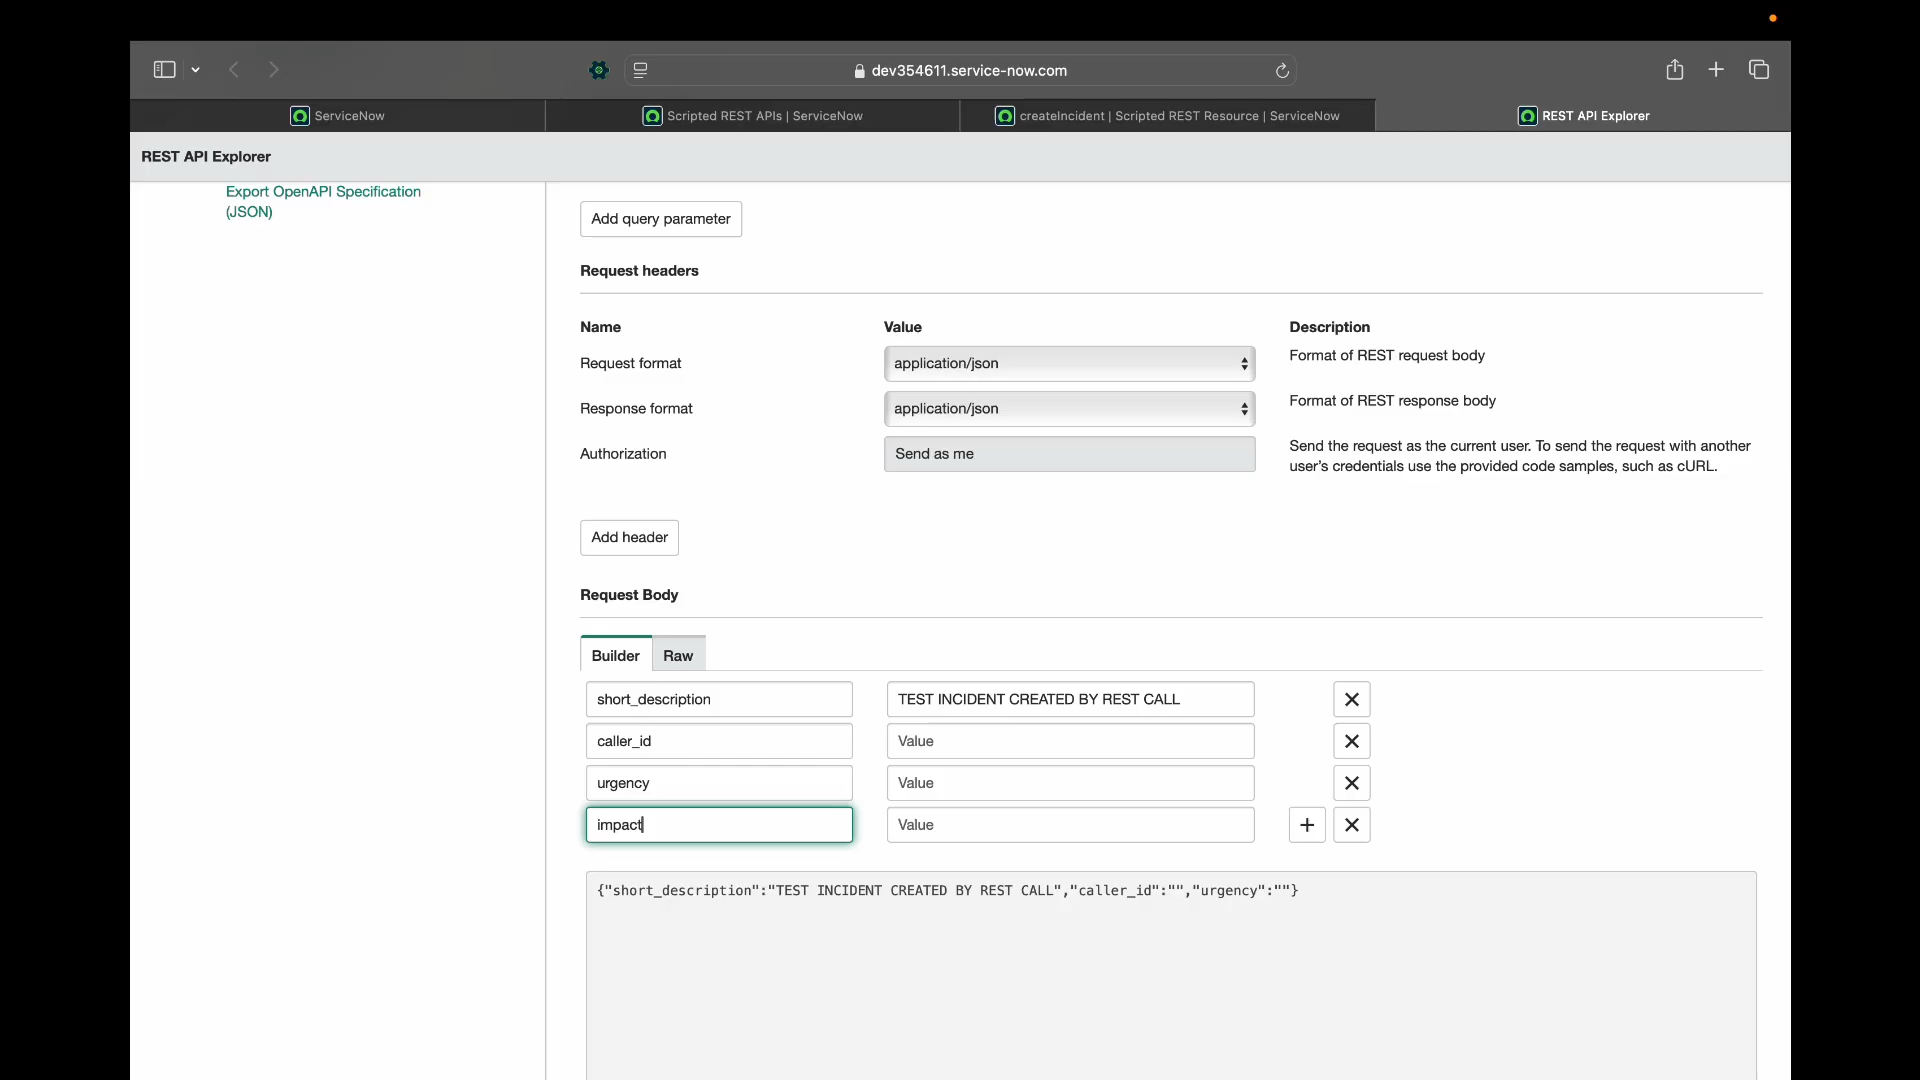 dev354611.service-now.com
ServiceNow
Scripted REST APIs | ServiceNow
createIncident | Scripted REST Resource | ServiceNow
REST API Explorer
REST API Explorer
Export OpenAPI Specification
(JSON)
Add query parameter
Request headers
Name Value Description
Request format application/json Format of REST request body
Response format application/json Format of REST response body
Authorization Send as me Send the request as the current user. To send the request with another
user's credentials use the provided code samples, such as cURL.
Add header
Request Body
Builder Raw
short_description TEST INCIDENT CREATED BY REST CALL
caller_id Value
urgency Value
impact Value
{"short_description":"TEST INCIDENT CREATED BY REST CALL","caller_id":"","urgency":""}